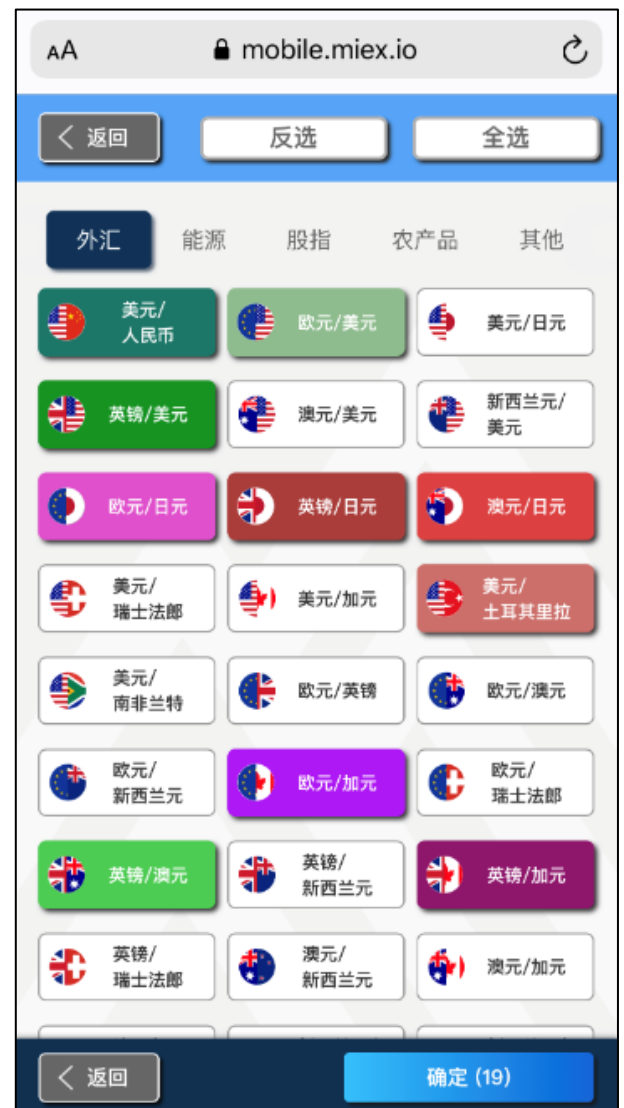 AA mobile.miex.io
返回 反选 全选
外汇 能源 股指 农产品 其他
美元/
人民币
欧元/美元
美元/日元
英镑/美元
澳元/美元
新西兰元/
美元
欧元/日元
英镑/日元
澳元/日元
美元/
瑞士法郎
美元/加元
美元/
土耳其里拉
美元/
南非兰特
欧元/英镑
欧元/澳元
欧元/
新西兰元
欧元/加元
欧元/
瑞士法郎
英镑/澳元
英镑/
新西兰元
英镑/加元
英镑/
瑞士法郎
澳元/
新西兰元
澳元/加元
返回 确定 (19)